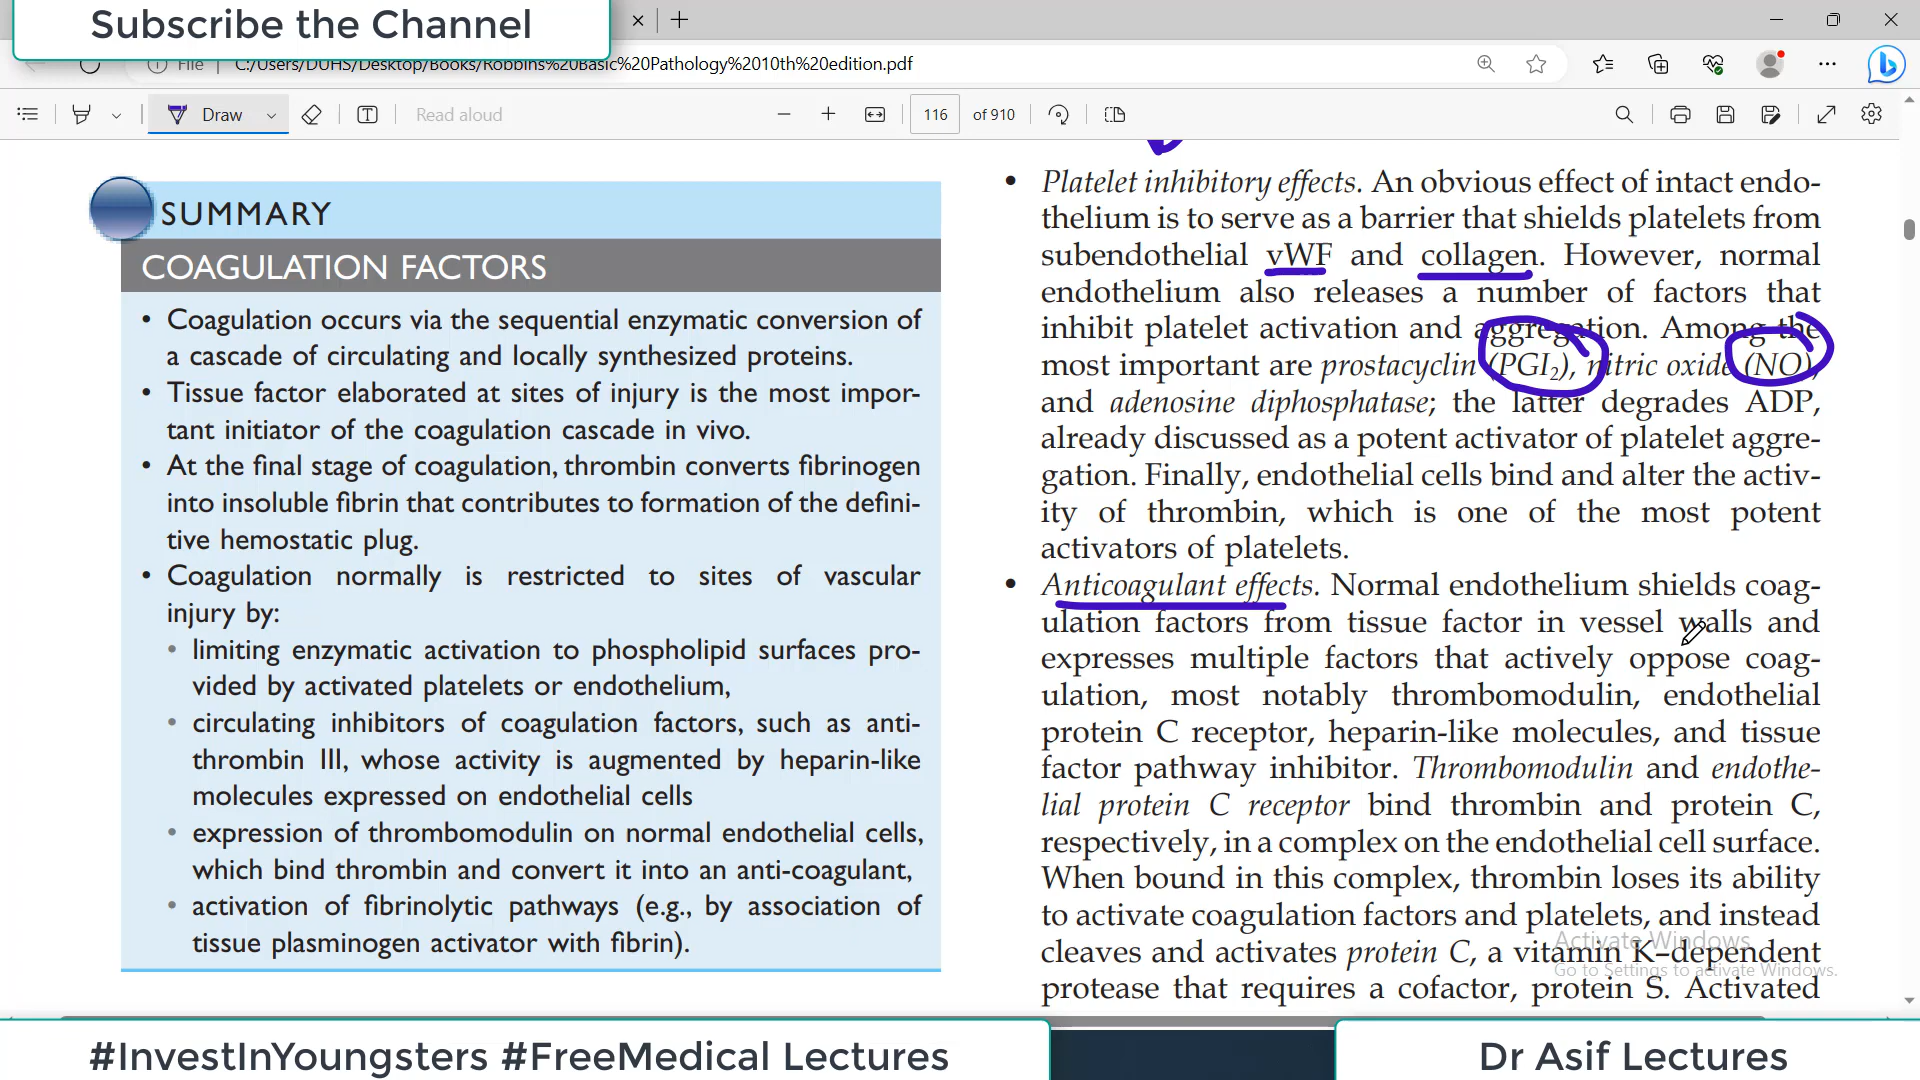 Subscribe the Channel
File
C:/Users/DUHS/Desktop/Books/Robbins%20Basic%20Pathology%2010th%20edition.pdf
Draw
Read aloud
116 of 910
SUMMARY
COAGULATION FACTORS
• Coagulation occurs via the sequential enzymatic conversion of
a cascade of circulating and locally synthesized proteins.
• Tissue factor elaborated at sites of injury is the most impor-
tant initiator of the coagulation cascade in vivo.
• At the final stage of coagulation, thrombin converts fibrinogen
into insoluble fibrin that contributes to formation of the defini-
tive hemostatic plug.
• Coagulation normally is restricted to sites of vascular
injury by:
• limiting enzymatic activation to phospholipid surfaces pro-
vided by activated platelets or endothelium,
• circulating inhibitors of coagulation factors, such as anti-
thrombin III, whose activity is augmented by heparin-like
molecules expressed on endothelial cells
• expression of thrombomodulin on normal endothelial cells,
which bind thrombin and convert it into an anti-coagulant,
• activation of fibrinolytic pathways (e.g., by association of
tissue plasminogen activator with fibrin).
• Platelet inhibitory effects. An obvious effect of intact endo-
thelium is to serve as a barrier that shields platelets from
subendothelial vWF and collagen. However, normal
endothelium also releases a number of factors that
inhibit platelet activation and aggregation. Among the
most important are prostacyclin (PGI₂), nitric oxide (NO),
and adenosine diphosphatase; the latter degrades ADP,
already discussed as a potent activator of platelet aggre-
gation. Finally, endothelial cells bind and alter the activ-
ity of thrombin, which is one of the most potent
activators of platelets.
• Anticoagulant effects. Normal endothelium shields coag-
ulation factors from tissue factor in vessel walls and
expresses multiple factors that actively oppose coag-
ulation, most notably thrombomodulin, endothelial
protein C receptor, heparin-like molecules, and tissue
factor pathway inhibitor. Thrombomodulin and endothe-
lial protein C receptor bind thrombin and protein C,
respectively, in a complex on the endothelial cell surface.
When bound in this complex, thrombin loses its ability
to activate coagulation factors and platelets, and instead
cleaves and activates protein C, a vitamin K–dependent
protease that requires a cofactor, protein S. Activated
Activate Windows
Go to Settings to activate Windows.
#InvestInYoungsters #FreeMedical Lectures
Dr Asif Lectures